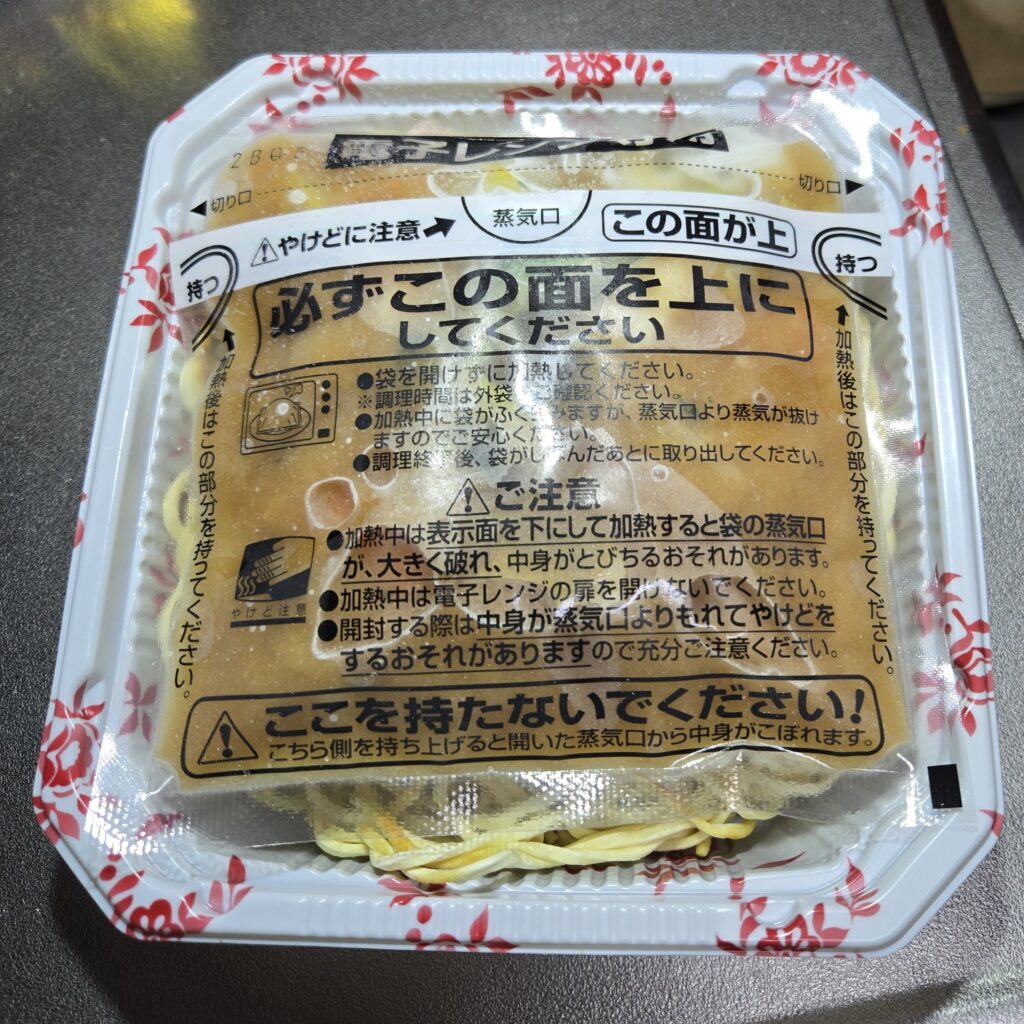 電子レンジ専用
切り口
切り口
やけどに注意
蒸気口
この面が上
持つ
持つ
必ずこの面を上に
してください
●袋を開けずに加熱してください。
※調理時間は外袋をご確認ください。
●加熱中に袋がふくらみますが、蒸気口より蒸気が抜け
ますのでご安心ください。
●調理終了後、袋がしぼんだあとに取り出してください。
ご注意
●加熱中は表示面を下にして加熱すると袋の蒸気口
が、大きく破れ、中身がとびちるおそれがあります。
●加熱中は電子レンジの扉を開けないでください。
●開封する際は中身が蒸気口よりもれてやけどを
するおそれがありますので充分ご注意ください。
やけど注意
加熱後はこの部分を持ってください。
加熱後はこの部分を持ってください。
ここを持たないでください!
こちら側を持ち上げると開いた蒸気口から中身がこぼれます。